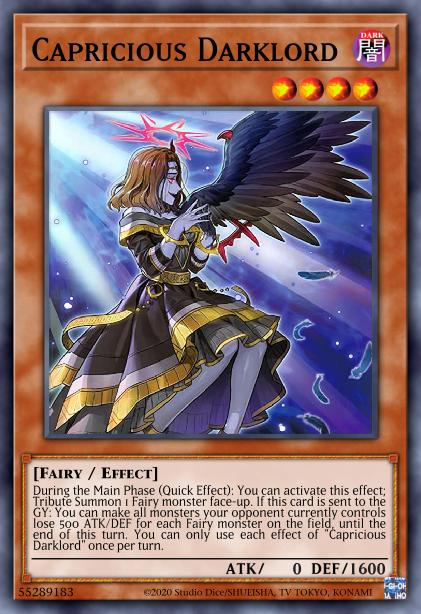 CAPRICIOUS DARKLORD
DARK
闇
[FAIRY / EFFECT]
During the Main Phase (Quick Effect): You can activate this effect;
Tribute Summon 1 Fairy monster face-up. If this card is sent to the
GY: You can make all monsters your opponent currently controls
lose 500 ATK/DEF for each Fairy monster on the field, until the
end of this turn. You can only use each effect of "Capricious
Darklord" once per turn.
ATK/ 0 DEF/1600
55289183
©2020 Studio Dice/SHUEISHA, TV TOKYO, KONAMI